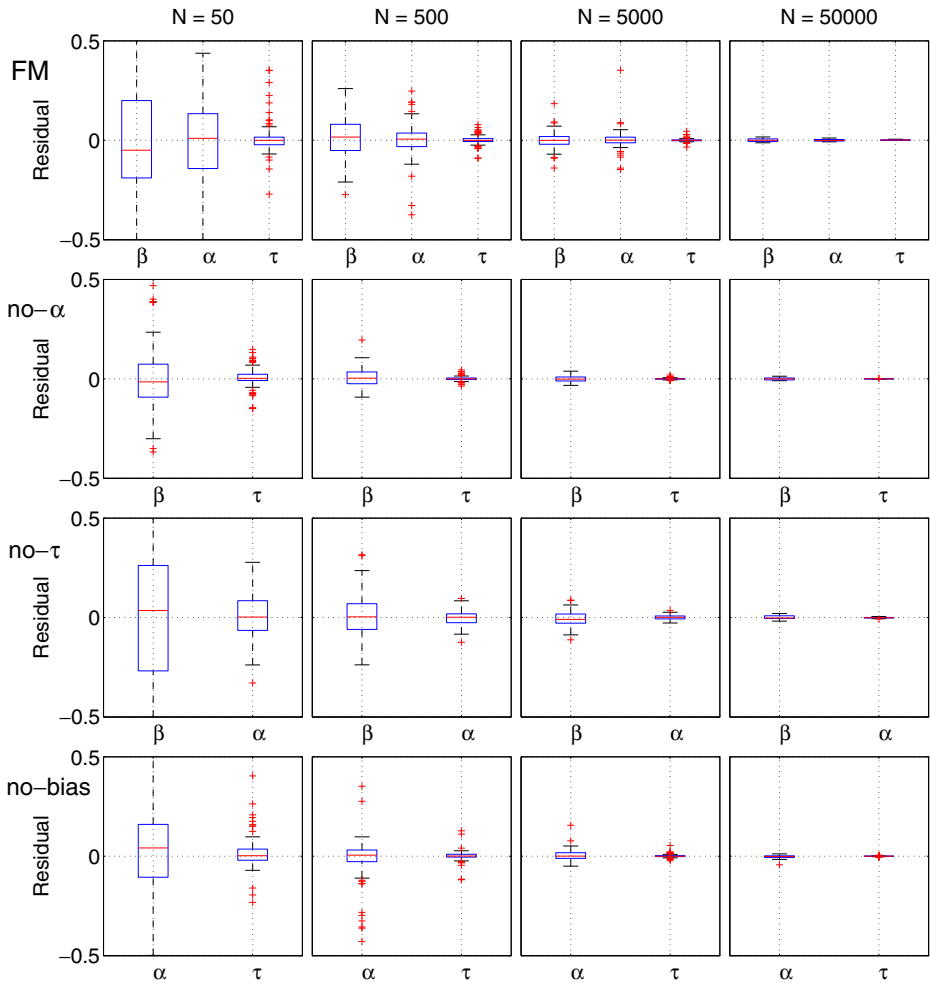 N = 50 N = 500 N = 5000 N = 50000
FM
Residual
0.5
0
−0.5
β α τ β α τ β α τ β α τ
no−α
Residual
0.5
0
−0.5
β τ β τ β τ β τ
no−τ
Residual
0.5
0
−0.5
β α β α β α β α
no−bias
Residual
0.5
0
−0.5
α τ α τ α τ α τ